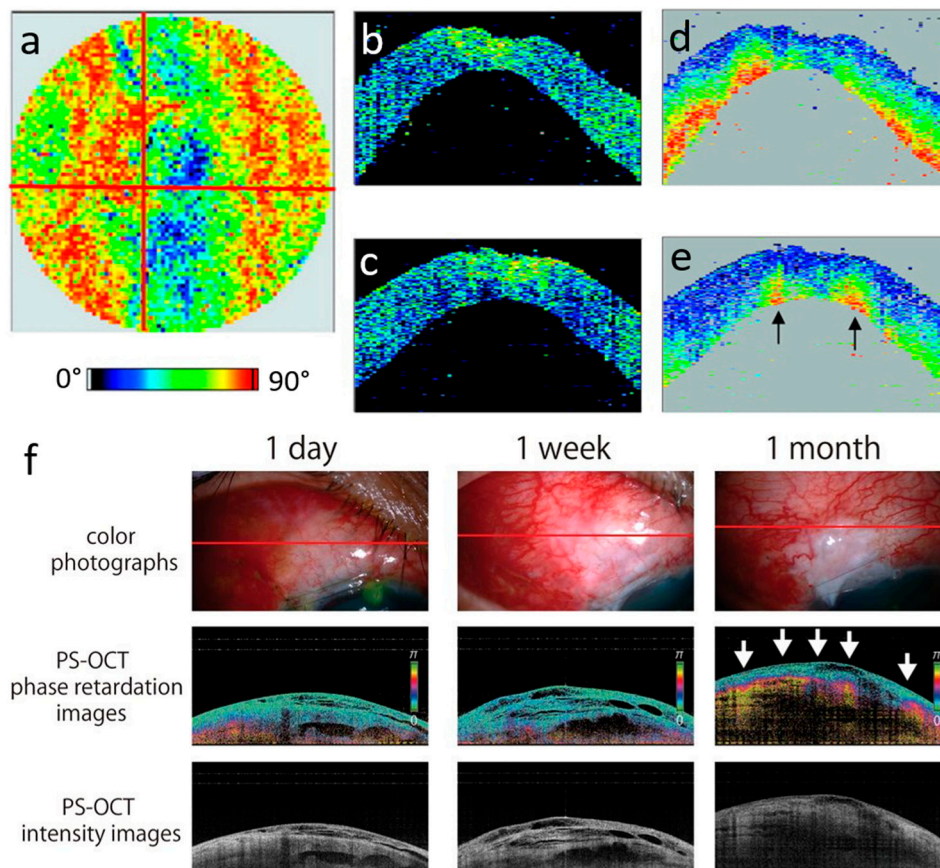 a
b
d
c
e
0° 90°
f
1 day 1 week 1 month
color
photographs
PS-OCT
phase retardation
images
π
0
π
0
π
0
PS-OCT
intensity images